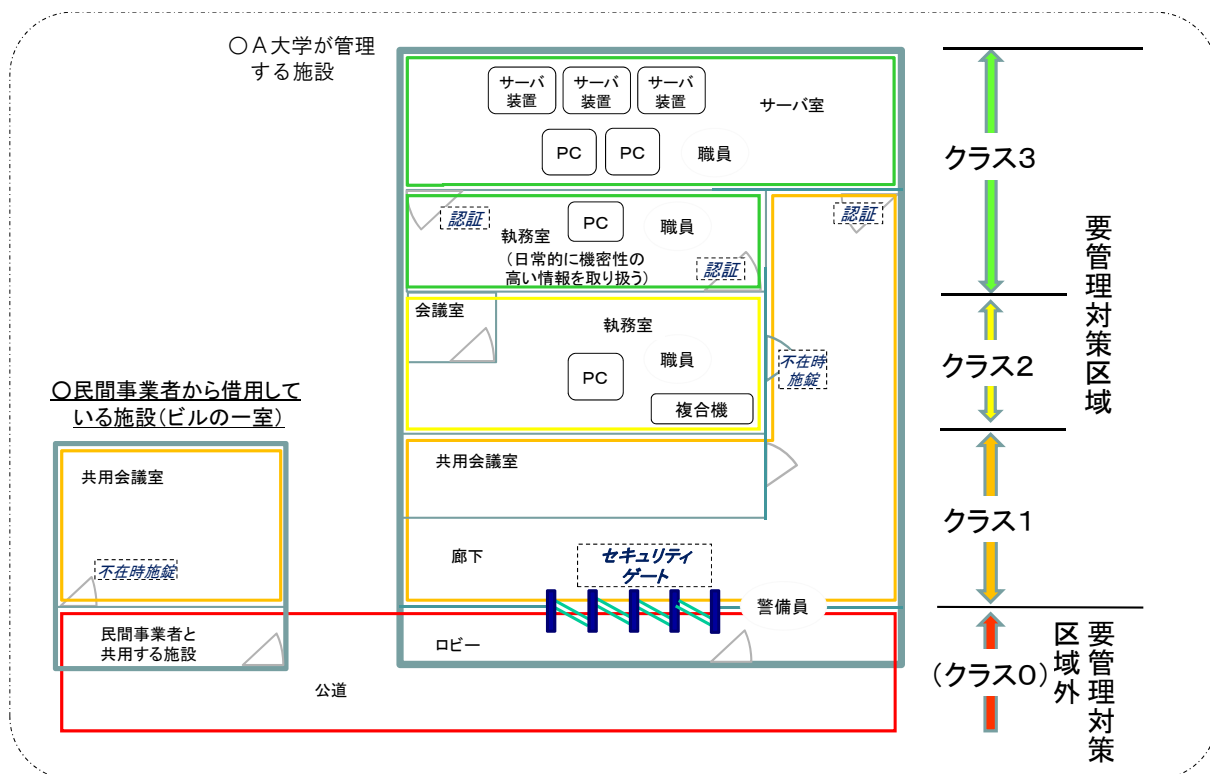 〇A大学が管理
する施設
サーバ
装置
サーバ
装置
サーバ
装置
サーバ室
PC
PC
職員
認証
認証
PC
職員
執務室
(日常的に機密性の
高い情報を取り扱う)
認証
会議室
執務室
職員
PC
複合機
不在時
施錠
共用会議室
廊下
セキュリティ
ゲート
警備員
ロビー
公道
〇民間事業者から借用して
いる施設(ビルの一室)
共用会議室
不在時施錠
民間事業者と
共用する施設
クラス3
クラス2
クラス1
(クラス0)
要管理対策区域
要管理対策
区域外